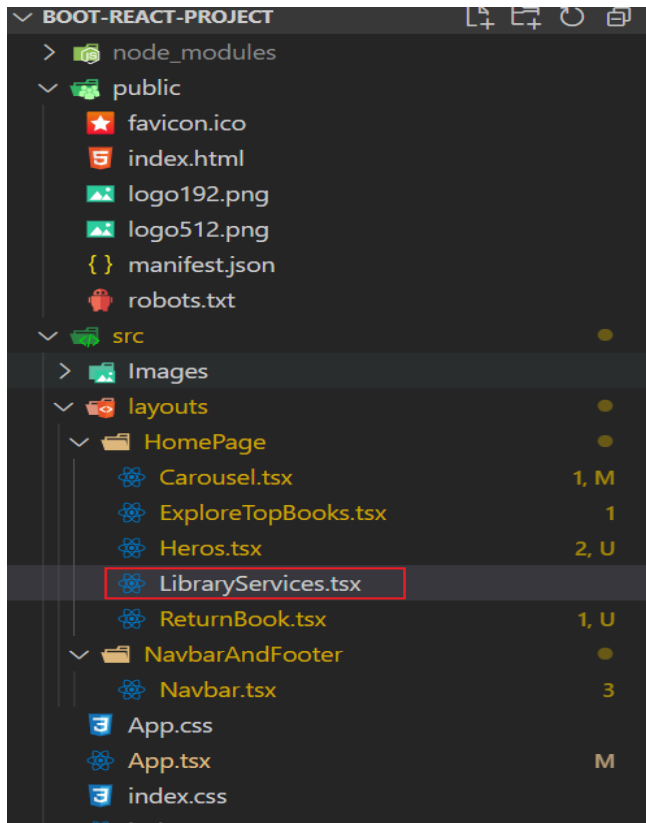 BOOT-REACT-PROJECT
node_modules
public
favicon.ico
index.html
logo192.png
logo512.png
{ } manifest.json
robots.txt
src
Images
layouts
HomePage
Carousel.tsx 1, M
ExploreTopBooks.tsx 1
Heros.tsx 2, U
LibraryServices.tsx
ReturnBook.tsx 1, U
NavbarAndFooter
Navbar.tsx 3
App.css
App.tsx M
index.css